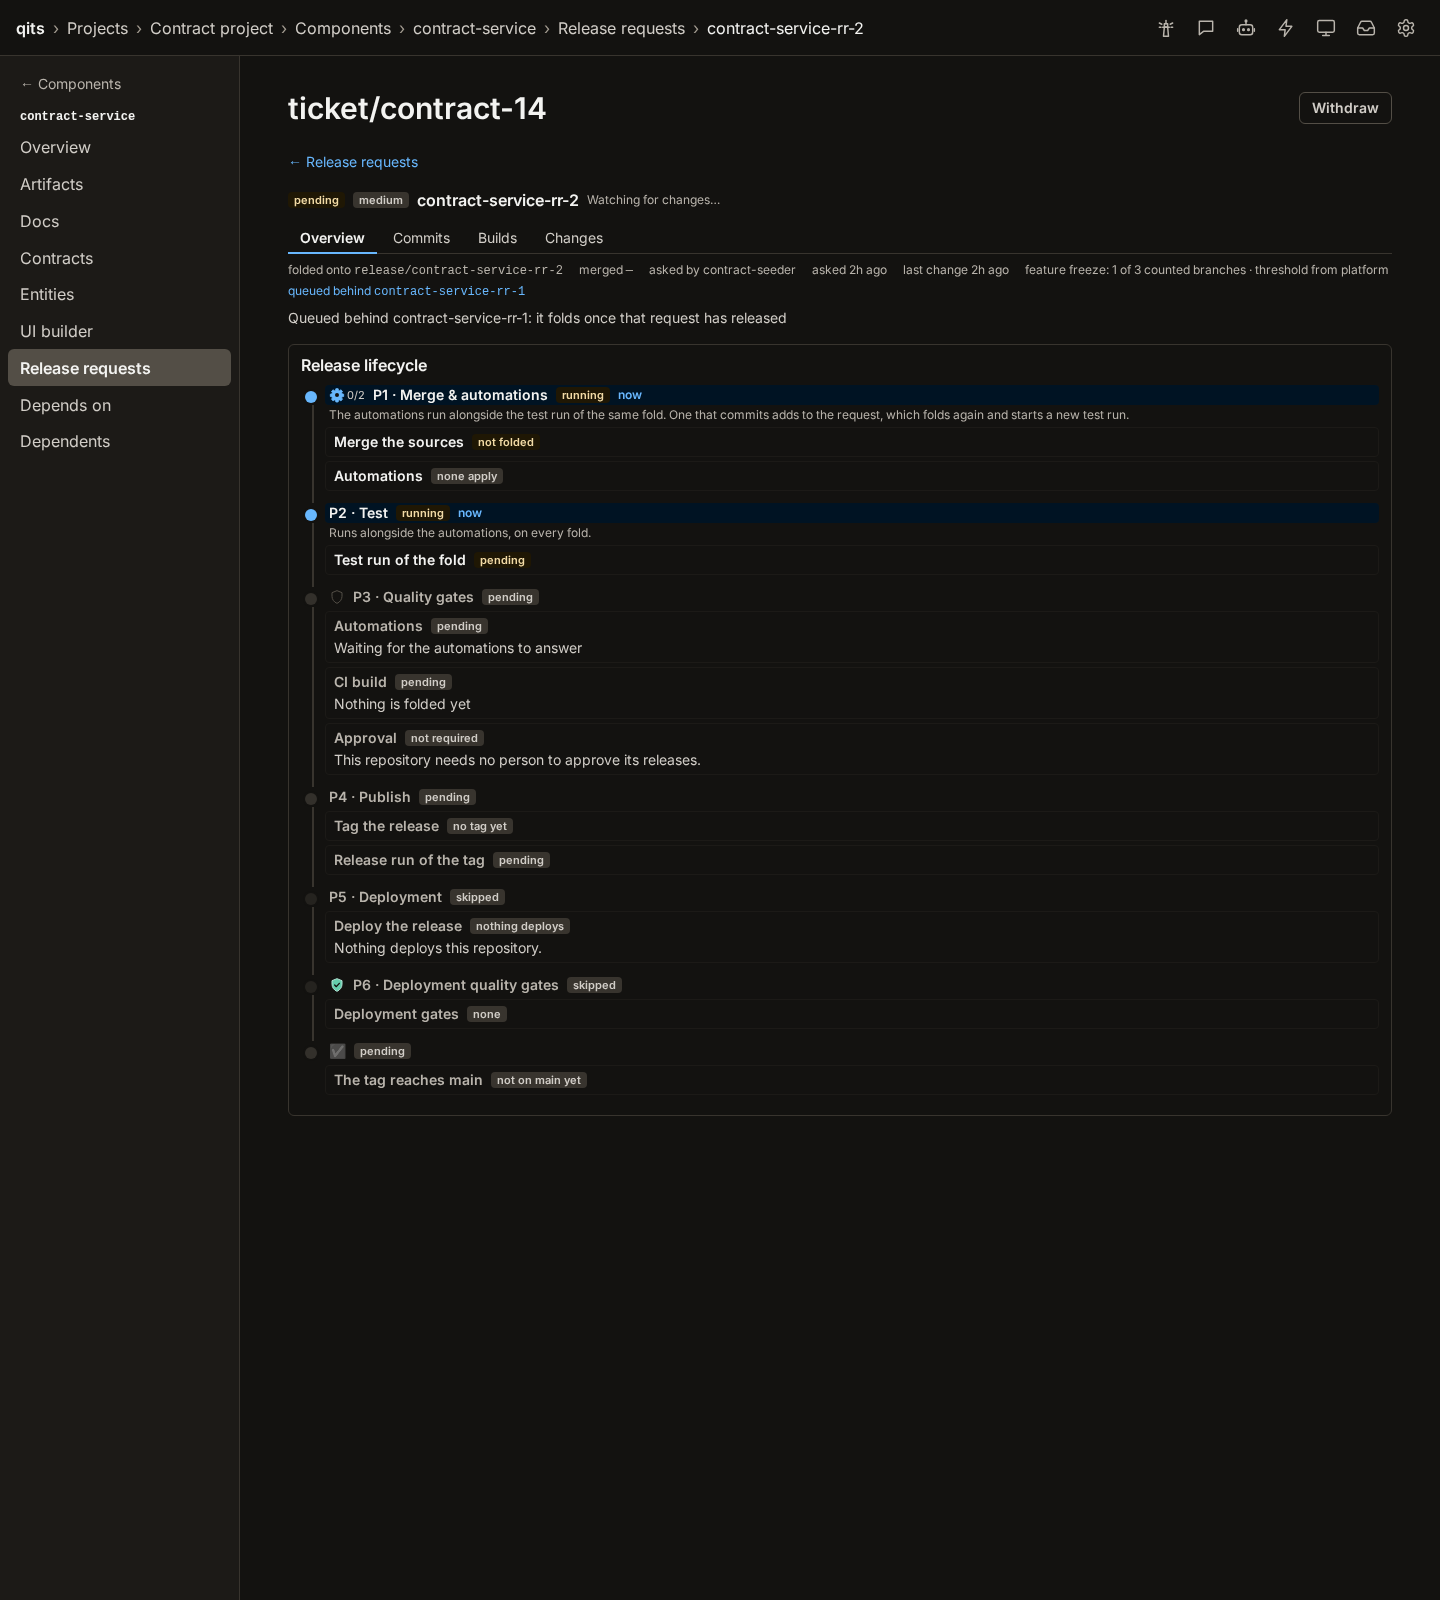 qits › Projects › Contract project › Components › contract-service › Release requests › contract-service-rr-2
← Components
contract-service
Overview
Artifacts
Docs
Contracts
Entities
UI builder
Release requests
Depends on
Dependents
ticket/contract-14
Withdraw
← Release requests
pending medium contract-service-rr-2 Watching for changes…
Overview Commits Builds Changes
folded onto release/contract-service-rr-2 merged — asked by contract-seeder asked 2h ago last change 2h ago feature freeze: 1 of 3 counted branches · threshold from platform
queued behind contract-service-rr-1
Queued behind contract-service-rr-1: it folds once that request has released
Release lifecycle
0/2 P1 · Merge & automations running now
The automations run alongside the test run of the same fold. One that commits adds to the request, which folds again and starts a new test run.
Merge the sources not folded
Automations none apply
P2 · Test running now
Runs alongside the automations, on every fold.
Test run of the fold pending
P3 · Quality gates pending
Automations pending
Waiting for the automations to answer
CI build pending
Nothing is folded yet
Approval not required
This repository needs no person to approve its releases.
P4 · Publish pending
Tag the release no tag yet
Release run of the tag pending
P5 · Deployment skipped
Deploy the release nothing deploys
Nothing deploys this repository.
P6 · Deployment quality gates skipped
Deployment gates none
pending
The tag reaches main not on main yet